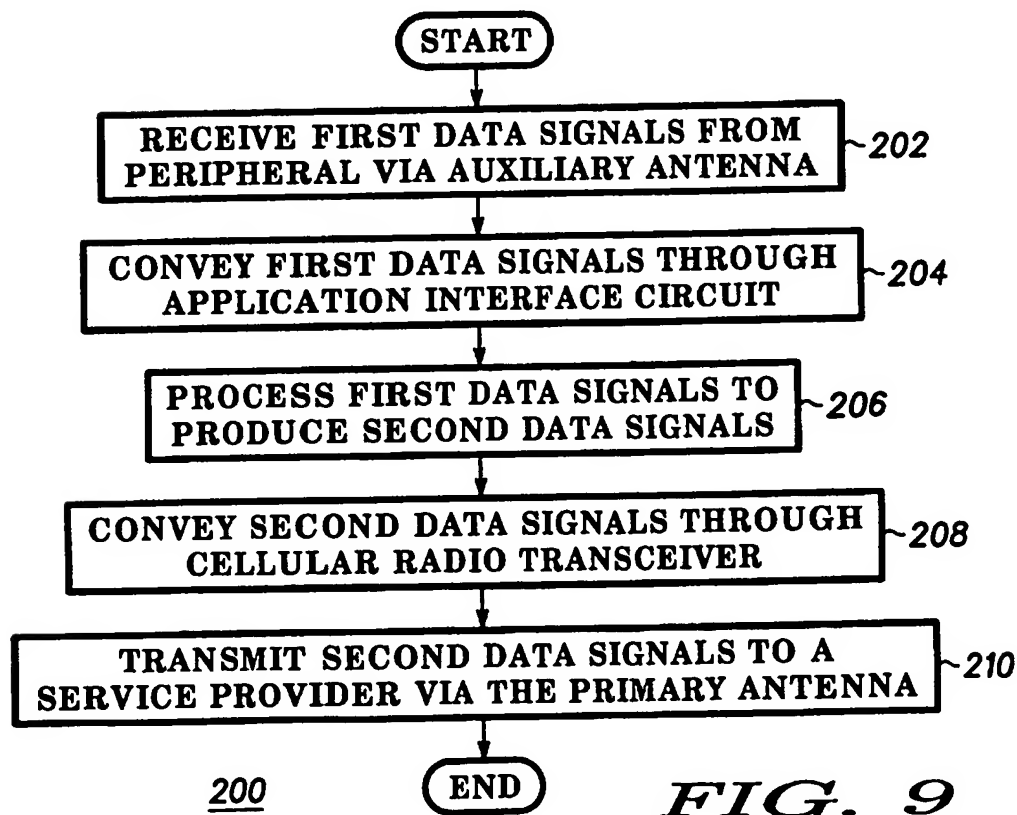 START
RECEIVE FIRST DATA SIGNALS FROM
PERIPHERAL VIA AUXILIARY ANTENNA
202
CONVEY FIRST DATA SIGNALS THROUGH
APPLICATION INTERFACE CIRCUIT
204
PROCESS FIRST DATA SIGNALS TO
PRODUCE SECOND DATA SIGNALS
206
CONVEY SECOND DATA SIGNALS THROUGH
CELLULAR RADIO TRANSCEIVER
208
TRANSMIT SECOND DATA SIGNALS TO A
SERVICE PROVIDER VIA THE PRIMARY ANTENNA
210
END
200
FIG. 9